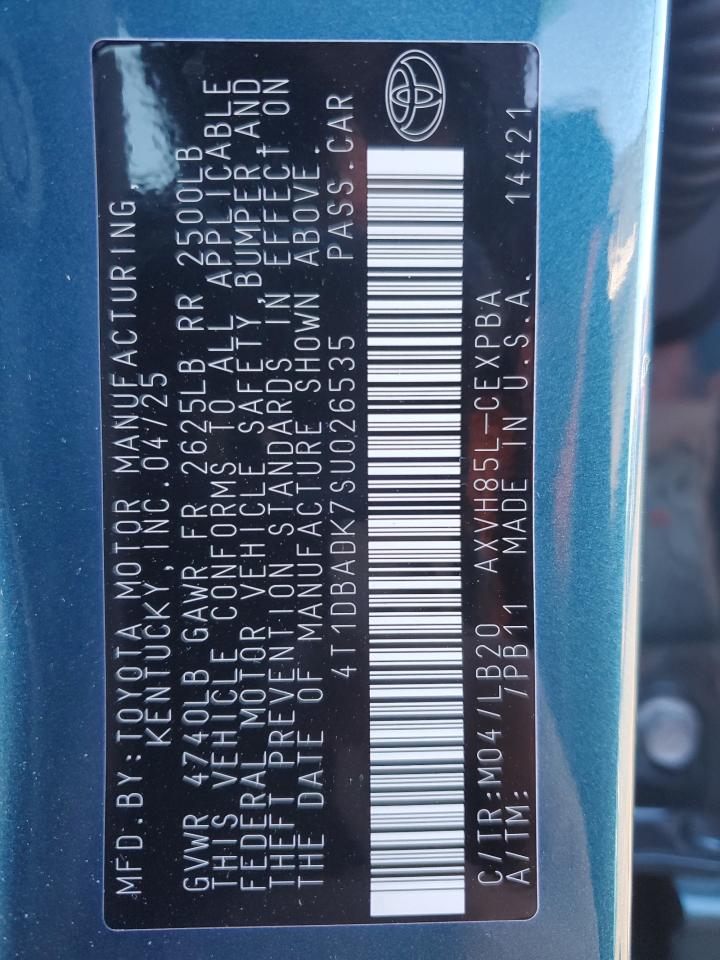 MFD.BY:TOYOTA MOTOR MANUFACTURING,
KENTUCKY,INC.04/25
GVWR 4740LB GAWR FR 2625LB RR 2500LB
THIS VEHICLE CONFORMS TO ALL APPLICABLE
FEDERAL MOTOR VEHICLE SAFETY,BUMPER,AND
THEFT PREVENTION STANDARDS IN EFFECT ON
THE DATE OF MANUFACTURE SHOWN ABOVE.
4T1DBADK7SU026535 PASS.CAR
C/TR:M04/LB20 AXVH85L-CEXPBA
A/TM: /PB11 MADE IN U.S.A. 14421